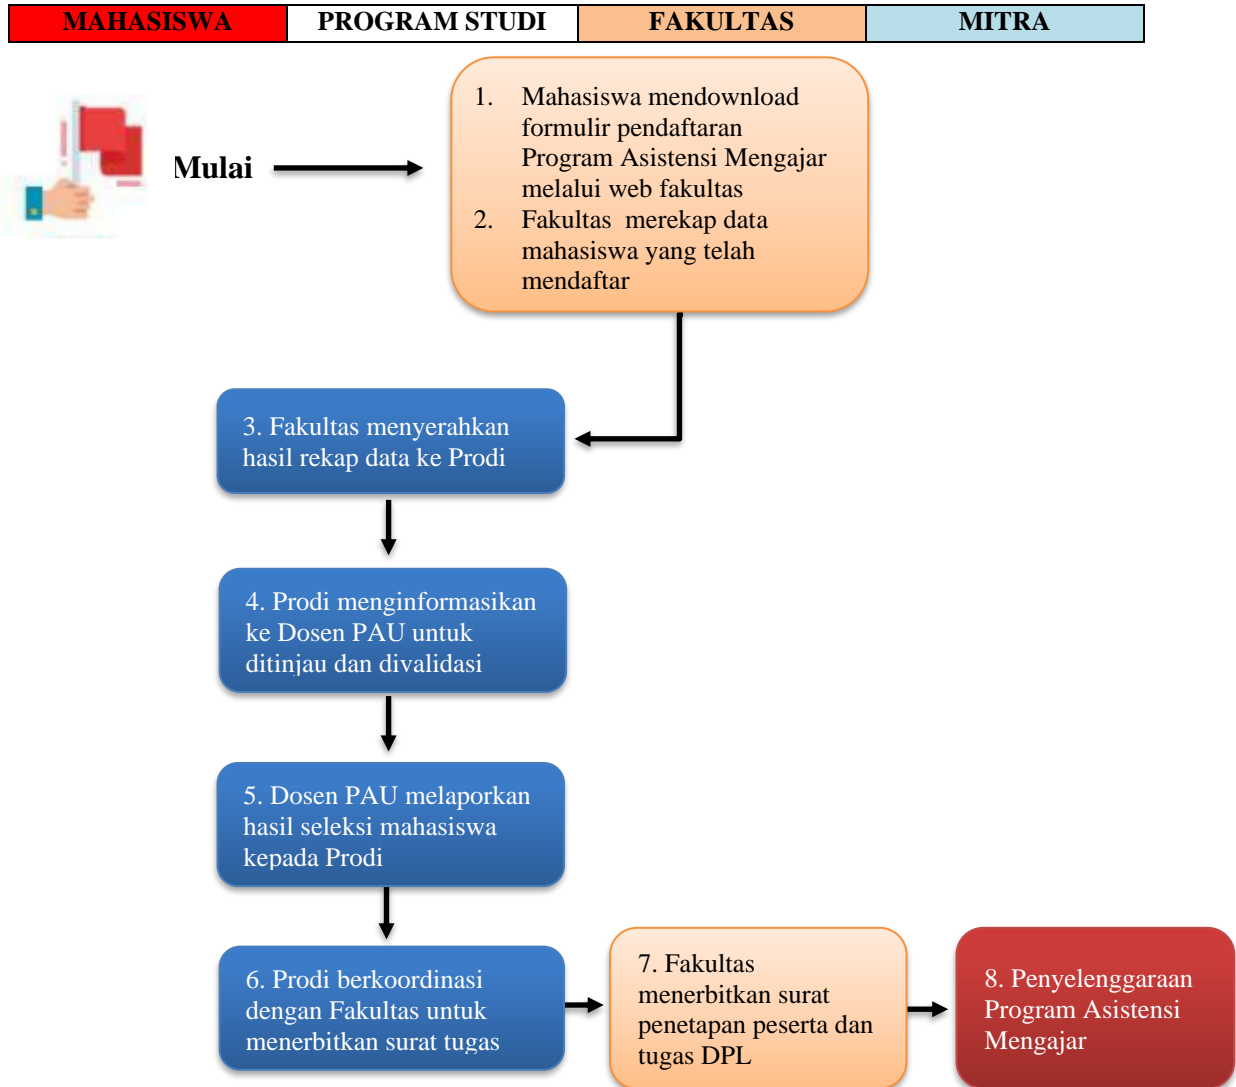 MAHASISWA PROGRAM STUDI FAKULTAS MITRA
Mulai
1. Mahasiswa mendownload
formulir pendaftaran
Program Asistensi Mengajar
melalui web fakultas
2. Fakultas merekap data
mahasiswa yang telah
mendaftar
3. Fakultas menyerahkan
hasil rekap data ke Prodi
4. Prodi menginformasikan
ke Dosen PAU untuk
ditinjau dan divalidasi
5. Dosen PAU melaporkan
hasil seleksi mahasiswa
kepada Prodi
6. Prodi berkoordinasi
dengan Fakultas untuk
menerbitkan surat tugas
7. Fakultas
menerbitkan surat
penetapan peserta dan
tugas DPL
8. Penyelenggaraan
Program Asistensi
Mengajar